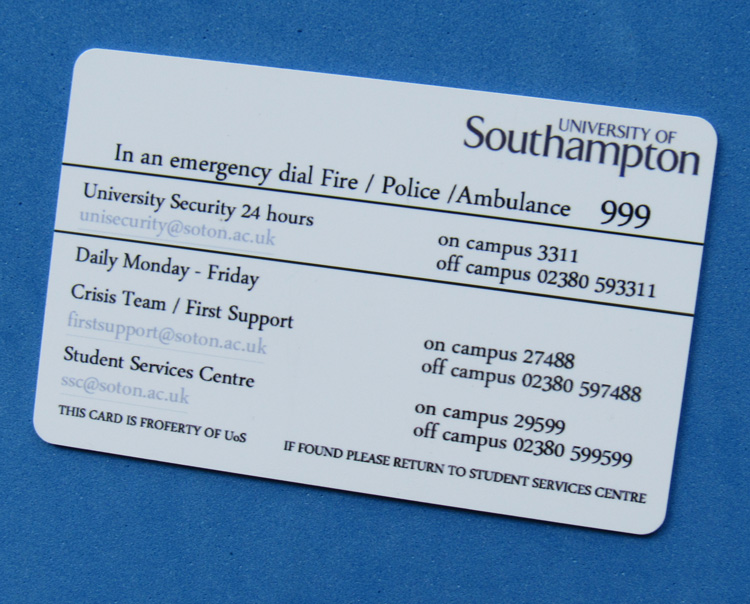 UNIVERSITY OF
Southampton
In an emergency dial Fire / Police /Ambulance 999
University Security 24 hours
unisecurity@soton.ac.uk
on campus 3311
off campus 02380 593311
Daily Monday - Friday
Crisis Team / First Support
firstsupport@soton.ac.uk
on campus 27488
off campus 02380 597488
Student Services Centre
ssc@soton.ac.uk
on campus 29599
off campus 02380 599599
THIS CARD IS FROFERTY OF UoS
IF FOUND PLEASE RETURN TO STUDENT SERVICES CENTRE